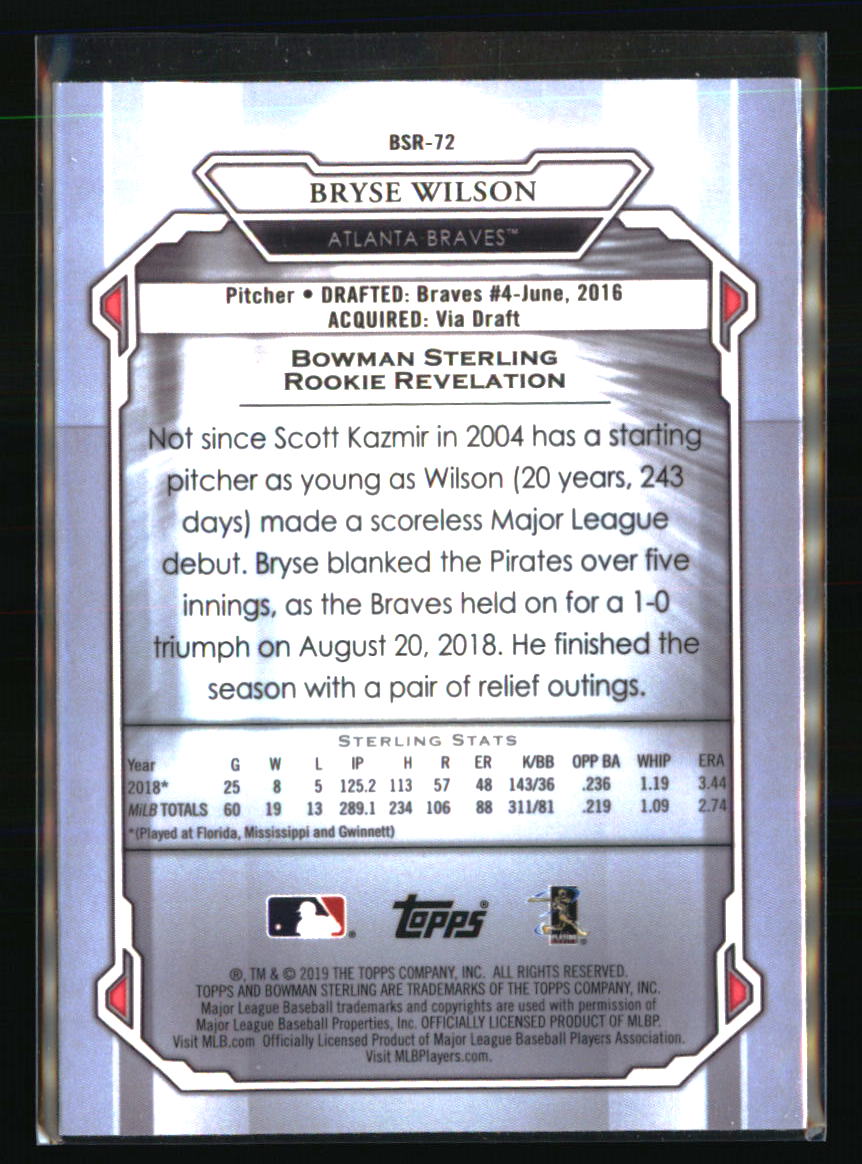 BSR-72
BRYSE WILSON
ATLANTA BRAVES™
Pitcher • DRAFTED: Braves #4-June, 2016
ACQUIRED: Via Draft
BOWMAN STERLING
ROOKIE REVELATION
Not since Scott Kazmir in 2004 has a starting
pitcher as young as Wilson (20 years, 243
days) made a scoreless Major League
debut. Bryse blanked the Pirates over five
innings, as the Braves held on for a 1-0
triumph on August 20, 2018. He finished the
season with a pair of relief outings.
STERLING STATS
Year G W L IP H R ER K/BB OPP BA WHIP ERA
2018* 25 8 5 125.2 113 57 48 143/36 .236 1.19 3.44
MiLB TOTALS 60 19 13 289.1 234 106 88 311/81 .219 1.09 2.74
*(Played at Florida, Mississippi and Gwinnett)
TOPPS®
®, TM & © 2019 THE TOPPS COMPANY, INC. ALL RIGHTS RESERVED.
TOPPS AND BOWMAN STERLING ARE TRADEMARKS OF THE TOPPS COMPANY, INC.
Major League Baseball trademarks and copyrights are used with permission of
Major League Baseball Properties, Inc. OFFICIALLY LICENSED PRODUCT OF MLBP.
Visit MLB.com Officially Licensed Product of Major League Baseball Players Association.
Visit MLBPlayers.com.